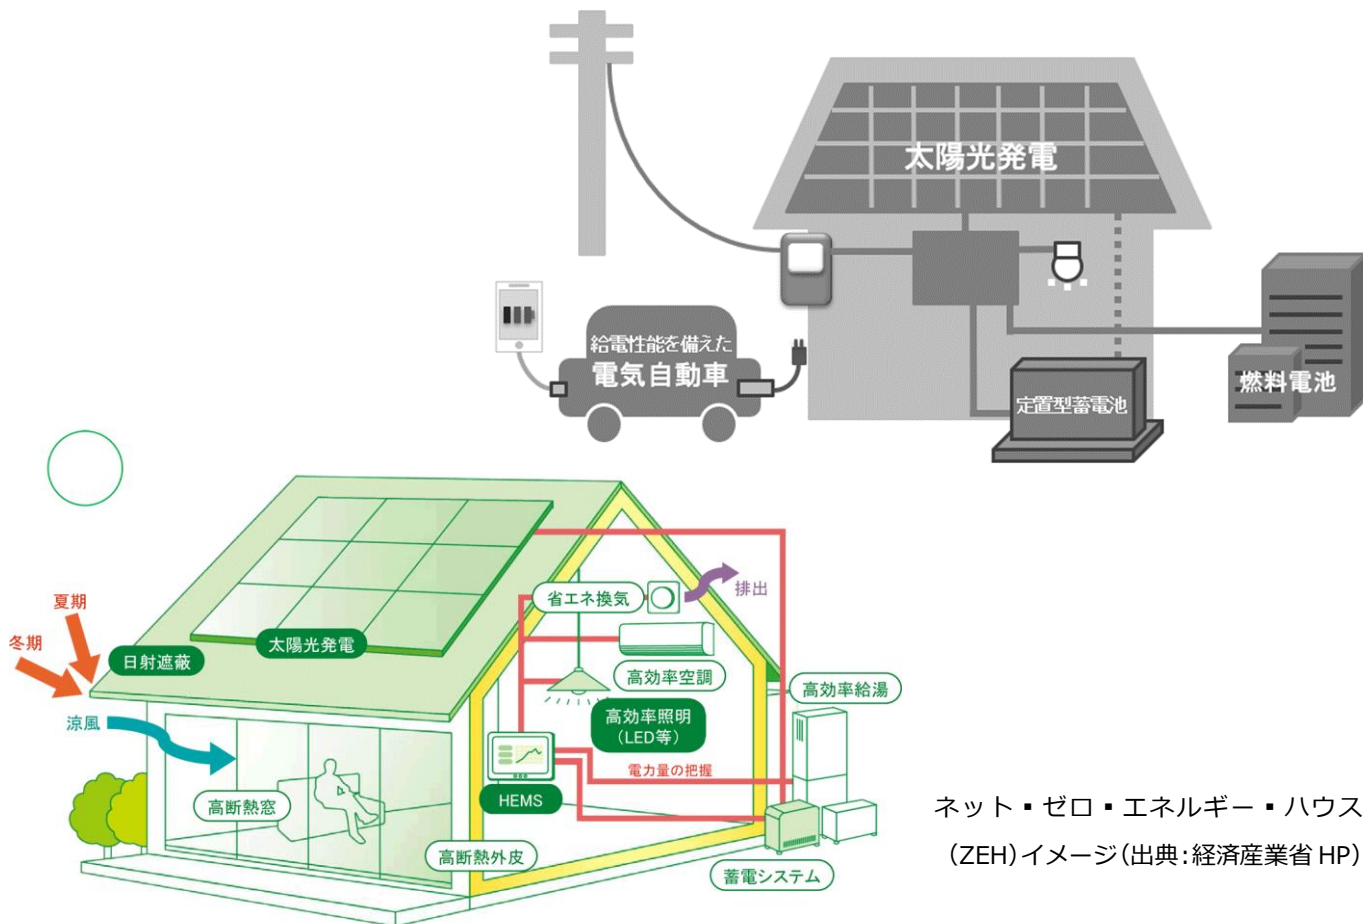 太陽光発電
給電性能を備えた
電気自動車
定置型蓄電池
燃料電池
夏期
冬期
日射遮蔽
太陽光発電
省エネ換気
排出
高効率空調
高効率給湯
高効率照明
(LED等)
涼風
電力量の把握
高断熱窓
HEMS
高断熱外皮
蓄電システム
ネット▪ゼロ▪エネルギー▪ハウス
(ZEH)イメージ(出典:経済産業省 HP)